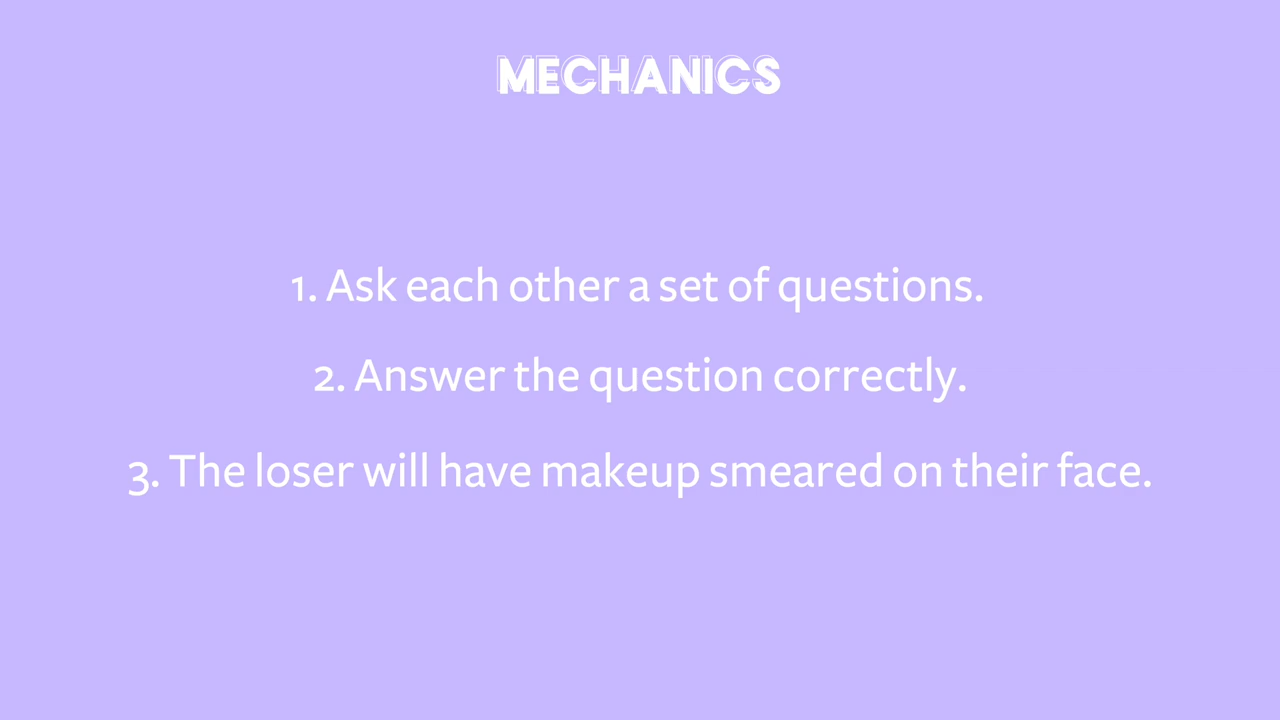 MECHANICS
1. Ask each other a set of questions.
2. Answer the question correctly.
3. The loser will have makeup smeared on their face.